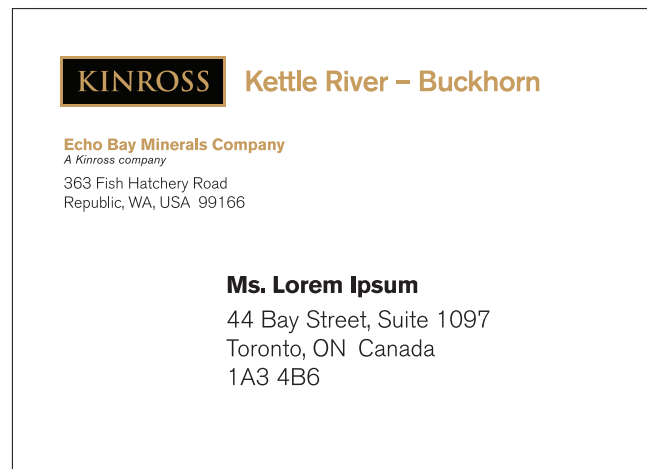 KINROSS Kettle River – Buckhorn
Echo Bay Minerals Company
A Kinross company
363 Fish Hatchery Road
Republic, WA, USA 99166
Ms. Lorem Ipsum
44 Bay Street, Suite 1097
Toronto, ON Canada
1A3 4B6